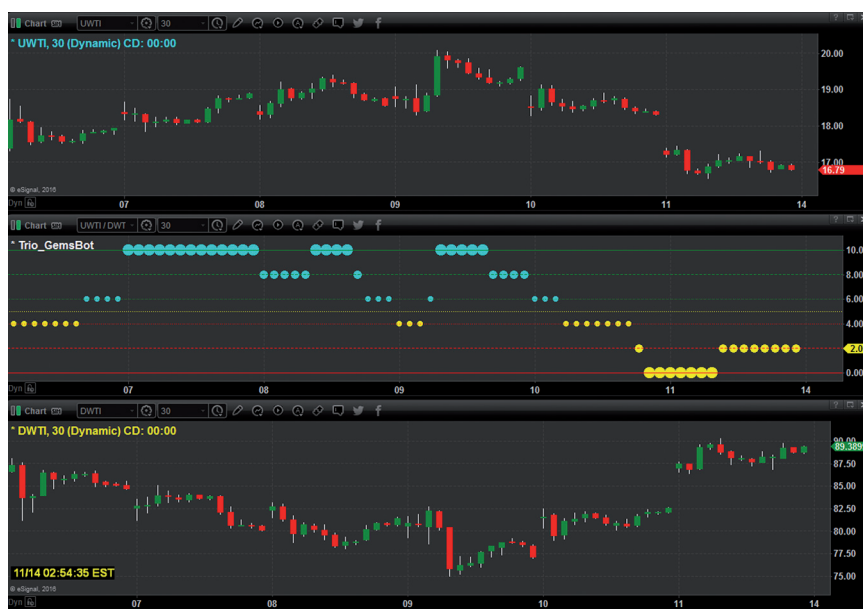 Chart UWTI 30
* UWTI, 30 (Dynamic) CD: 00:00
20.00
19.00
18.00
17.00
16.79
© eSignal, 2016
Dyn
07 08 09 10 11 14
Chart UWTI / DWT 30
* Trio_GemsBot
10.0
8.00
6.00
4.00
2.0
0.00
Dyn
07 08 09 10 11 14
Chart DWTI 30
* DWTI, 30 (Dynamic) CD: 00:00
90.00
89.389
87.50
85.00
82.50
80.00
77.50
75.00
11/14 02:54:35 EST
© eSignal, 2016
Dyn
07 08 09 10 11 14